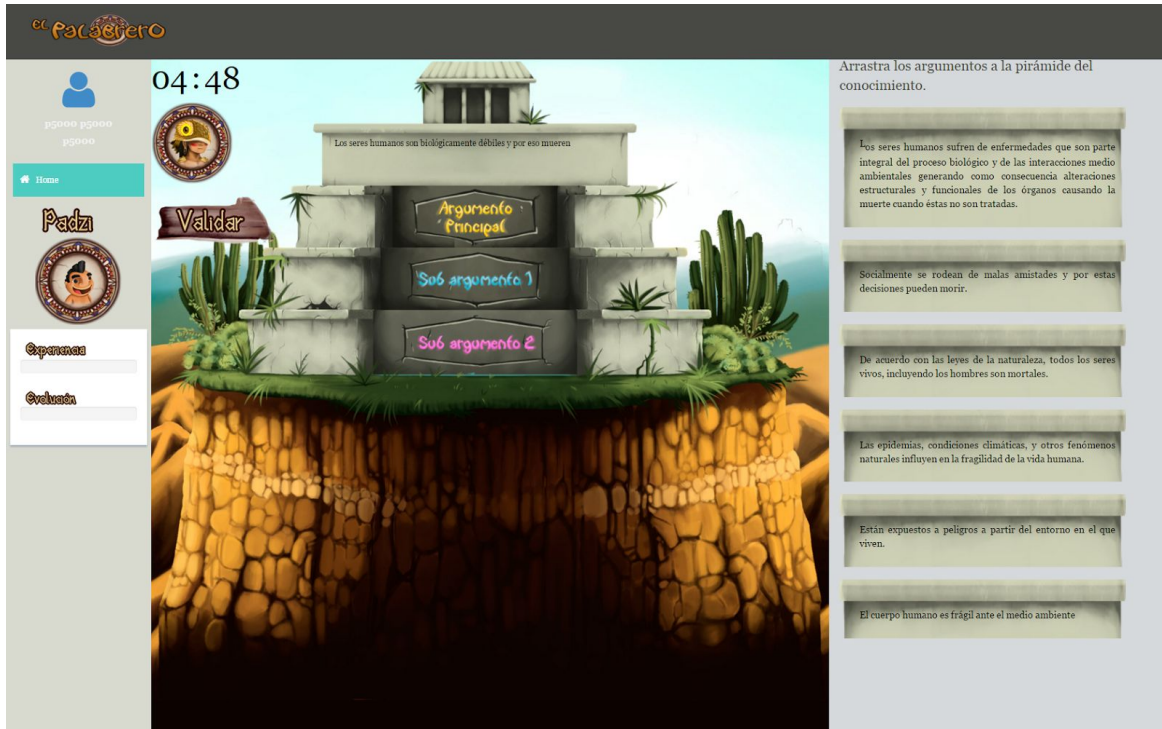 El Palabrero
p5000 p5000
p5000
Home
Padzi
Experiencia
Evolución
04:48
Validar
Los seres humanos son biológicamente débiles y por eso mueren
Argumento
Principal
Sub argumento 1
Sub argumento 2
Arrastra los argumentos a la pirámide del
conocimiento.
Los seres humanos sufren de enfermedades que son parte
integral del proceso biológico y de las interacciones medio
ambientales generando como consecuencia alteraciones
estructurales y funcionales de los órganos causando la
muerte cuando éstas no son tratadas.
Socialmente se rodean de malas amistades y por estas
decisiones pueden morir.
De acuerdo con las leyes de la naturaleza, todos los seres
vivos, incluyendo los hombres son mortales.
Las epidemias, condiciones climáticas, y otros fenómenos
naturales influyen en la fragilidad de la vida humana.
Están expuestos a peligros a partir del entorno en el que
viven.
El cuerpo humano es frágil ante el medio ambiente